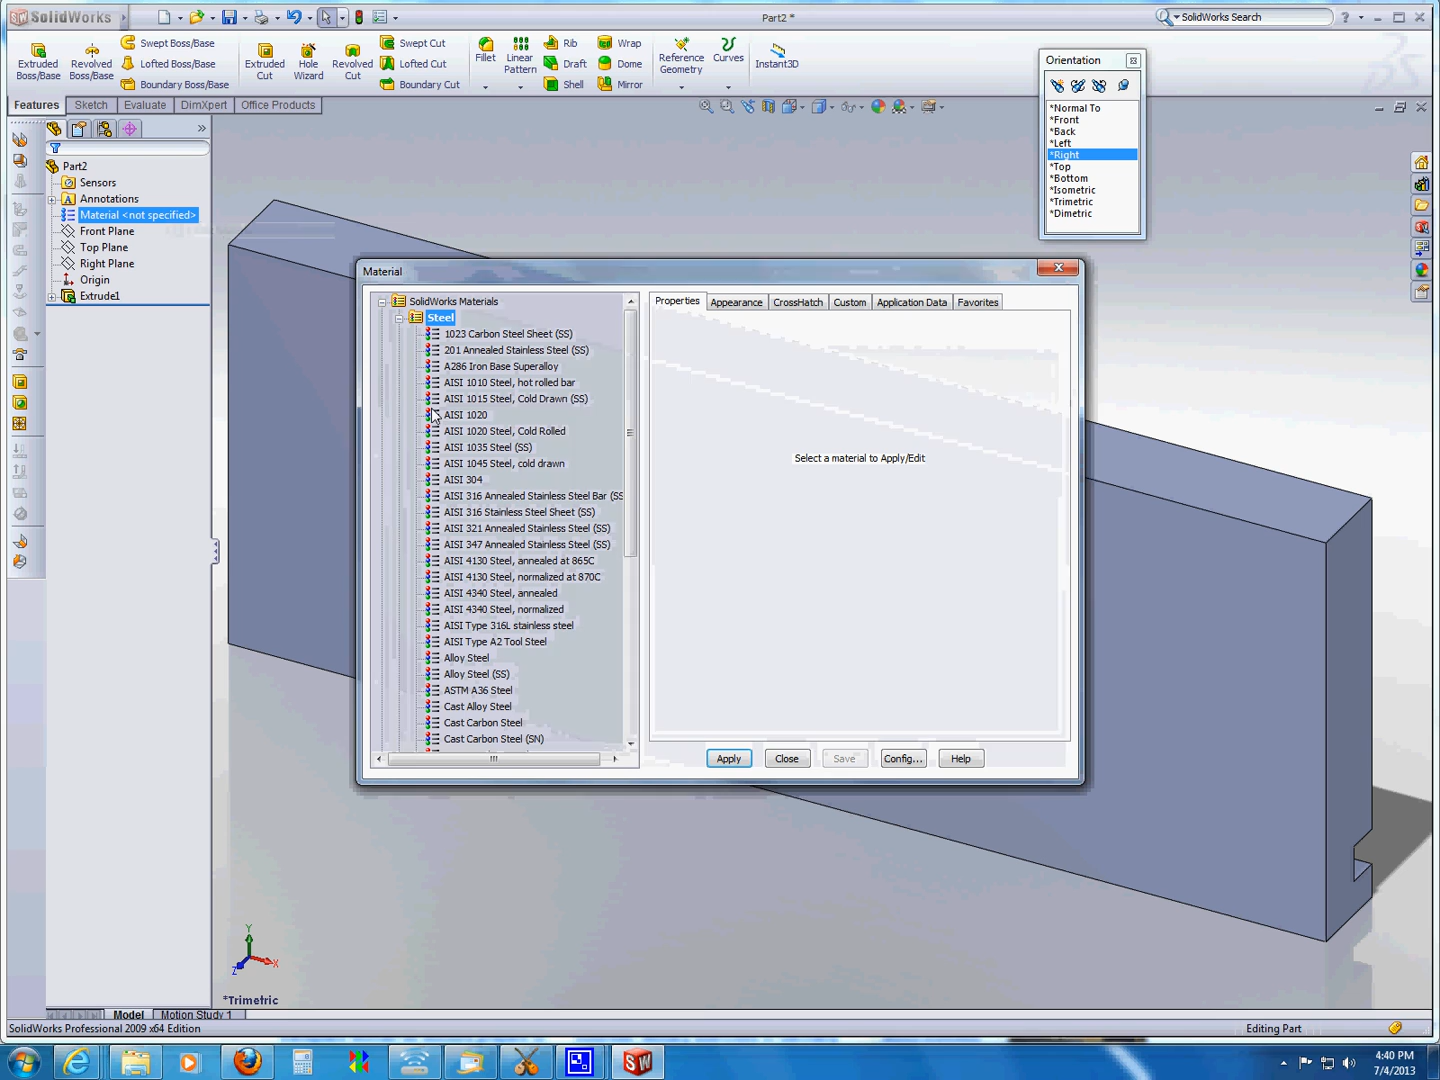 SolidWorks
Part2 *
SolidWorks Search
Extruded Boss/Base
Revolved Boss/Base
Swept Boss/Base
Lofted Boss/Base
Boundary Boss/Base
Extruded Cut
Hole Wizard
Revolved Cut
Swept Cut
Lofted Cut
Boundary Cut
Fillet
Linear Pattern
Rib
Draft
Shell
Wrap
Dome
Mirror
Reference Geometry
Curves
Instant3D
Features
Sketch
Evaluate
DimXpert
Office Products
Orientation
*Normal To
*Front
*Back
*Left
*Right
*Top
*Bottom
*Isometric
*Trimetric
*Dimetric
Part2
Sensors
Annotations
Material <not specified>
Front Plane
Top Plane
Right Plane
Origin
Extrude1
Material
SolidWorks Materials
Steel
1023 Carbon Steel Sheet (SS)
201 Annealed Stainless Steel (SS)
A286 Iron Base Superalloy
AISI 1010 Steel, hot rolled bar
AISI 1015 Steel, Cold Drawn (SS)
AISI 1020
AISI 1020 Steel, Cold Rolled
AISI 1035 Steel (SS)
AISI 1045 Steel, cold drawn
AISI 304
AISI 316 Annealed Stainless Steel Bar (SS
AISI 316 Stainless Steel Sheet (SS)
AISI 321 Annealed Stainless Steel (SS)
AISI 347 Annealed Stainless Steel (SS)
AISI 4130 Steel, annealed at 865C
AISI 4130 Steel, normalized at 870C
AISI 4340 Steel, annealed
AISI 4340 Steel, normalized
AISI Type 316L stainless steel
AISI Type A2 Tool Steel
Alloy Steel
Alloy Steel (SS)
ASTM A36 Steel
Cast Alloy Steel
Cast Carbon Steel
Cast Carbon Steel (SN)
Properties
Appearance
CrossHatch
Custom
Application Data
Favorites
Select a material to Apply/Edit
Apply
Close
Save
Config...
Help
Y
X
Z
*Trimetric
Model
Motion Study 1
SolidWorks Professional 2009 x64 Edition
Editing Part
4:40 PM
7/4/2013